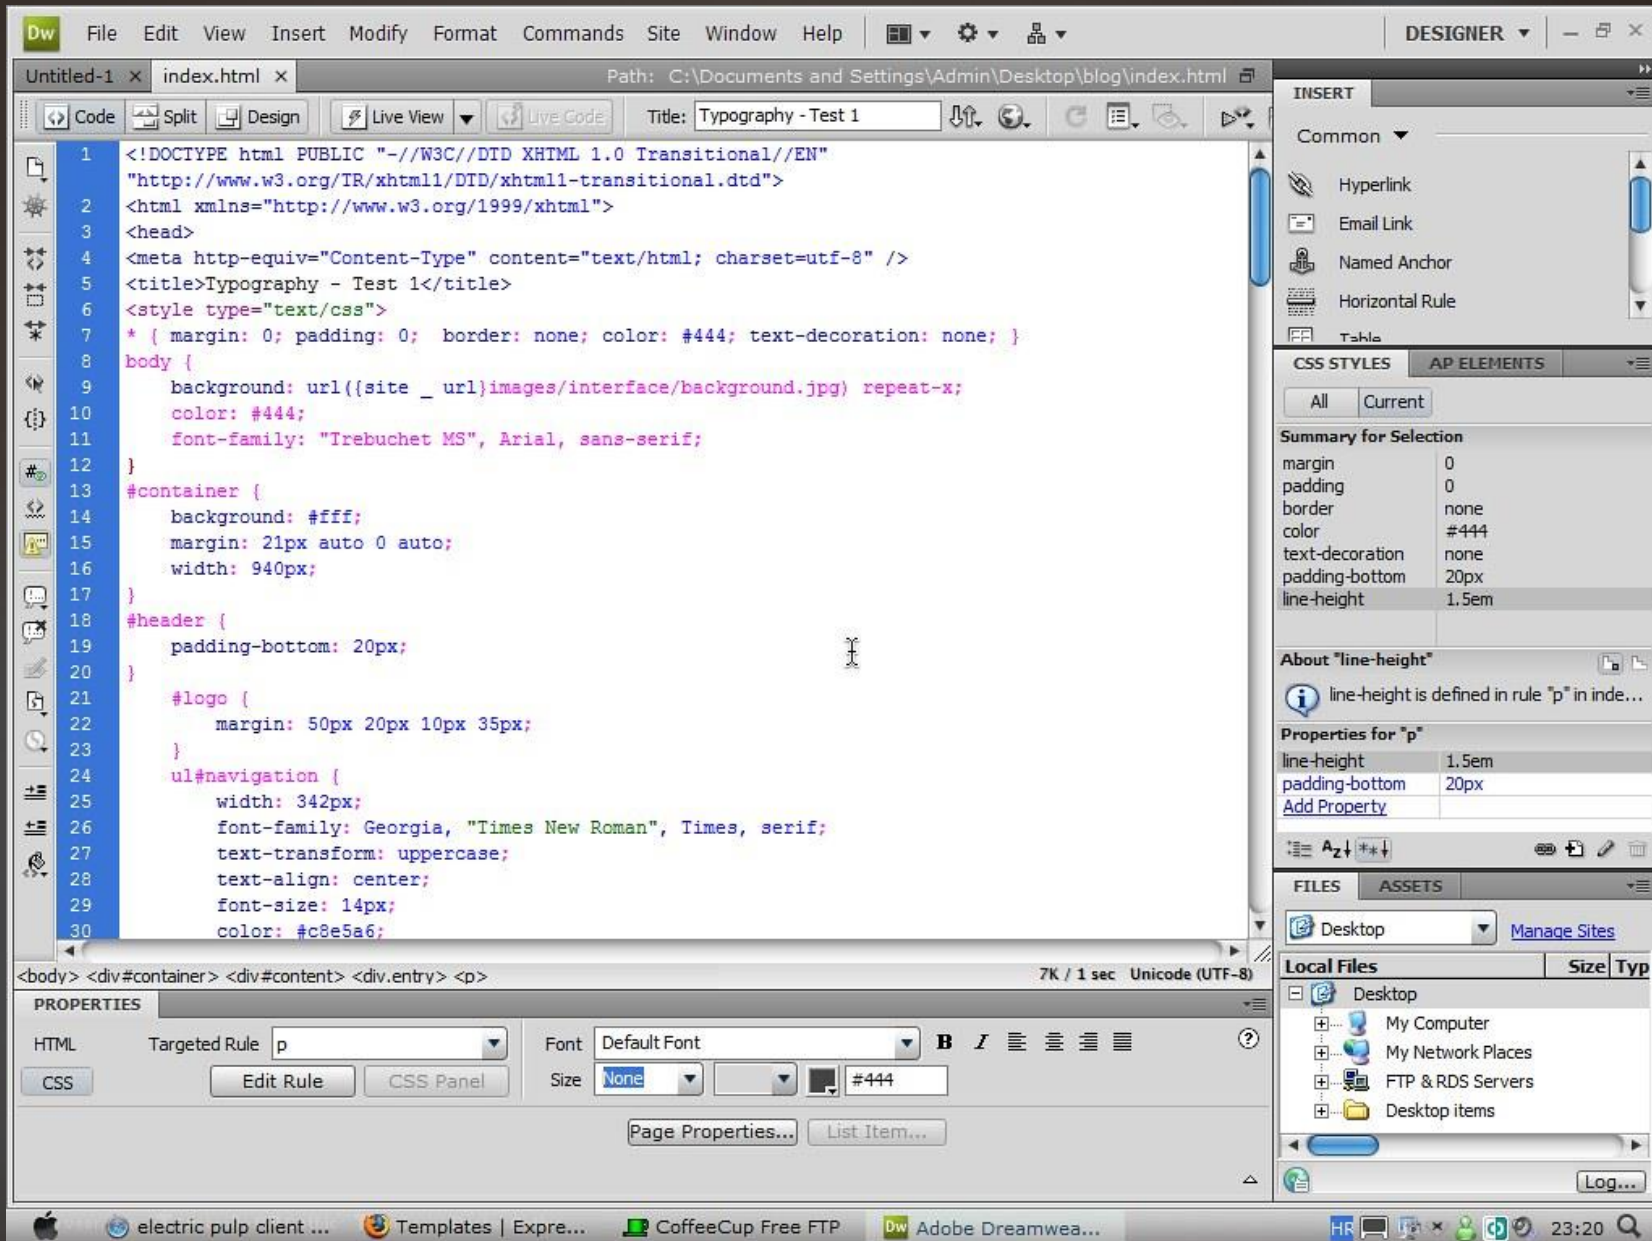 Dw File Edit View Insert Modify Format Commands Site Window Help DESIGNER
Untitled-1 × index.html × Path: C:\Documents and Settings\Admin\Desktop\blog\index.html
Code Split Design Live View Live Code Title: Typography - Test 1
1 <!DOCTYPE html PUBLIC "-//W3C//DTD XHTML 1.0 Transitional//EN"
"http://www.w3.org/TR/xhtml1/DTD/xhtml1-transitional.dtd">
2 <html xmlns="http://www.w3.org/1999/xhtml">
3 <head>
4 <meta http-equiv="Content-Type" content="text/html; charset=utf-8" />
5 <title>Typography - Test 1</title>
6 <style type="text/css">
7 * { margin: 0; padding: 0;  border: none; color: #444; text-decoration: none; }
8 body {
9 background: url({site _ url}images/interface/background.jpg) repeat-x;
10 color: #444;
11 font-family: "Trebuchet MS", Arial, sans-serif;
12 }
13 #container {
14 background: #fff;
15 margin: 21px auto 0 auto;
16 width: 940px;
17 }
18 #header {
19 padding-bottom: 20px;
20 }
21 #logo {
22 margin: 50px 20px 10px 35px;
23 }
24 ul#navigation {
25 width: 342px;
26 font-family: Georgia, "Times New Roman", Times, serif;
27 text-transform: uppercase;
28 text-align: center;
29 font-size: 14px;
30 color: #c8e5a6;
<body> <div#container> <div#content> <div.entry> <p> 7K / 1 sec Unicode (UTF-8)
PROPERTIES
HTML Targeted Rule p Font Default Font B I
CSS Edit Rule CSS Panel Size None #444
Page Properties... List Item...
INSERT
Common
Hyperlink
Email Link
Named Anchor
Horizontal Rule
Table
CSS STYLES AP ELEMENTS
All Current
Summary for Selection
margin 0
padding 0
border none
color #444
text-decoration none
padding-bottom 20px
line-height 1.5em
About "line-height"
line-height is defined in rule "p" in inde...
Properties for "p"
line-height 1.5em
padding-bottom 20px
Add Property
FILES ASSETS
Desktop Manage Sites
Local Files Size Typ
Desktop
My Computer
My Network Places
FTP & RDS Servers
Desktop items
Log...
electric pulp client ... Templates | Expre... CoffeeCup Free FTP Dw Adobe Dreamwea... HR 23:20